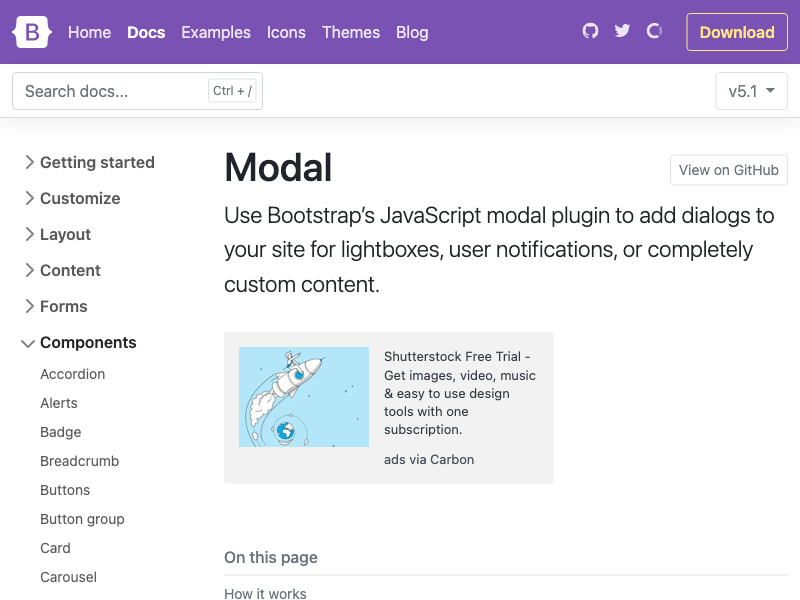 B Home Docs Examples Icons Themes Blog Download
Search docs... Ctrl + / v5.1
Getting started
Customize
Layout
Content
Forms
Components
Accordion
Alerts
Badge
Breadcrumb
Buttons
Button group
Card
Carousel
Modal
View on GitHub
Use Bootstrap’s JavaScript modal plugin to add dialogs to
your site for lightboxes, user notifications, or completely
custom content.
Shutterstock Free Trial -
Get images, video, music
& easy to use design
tools with one
subscription.
ads via Carbon
On this page
How it works